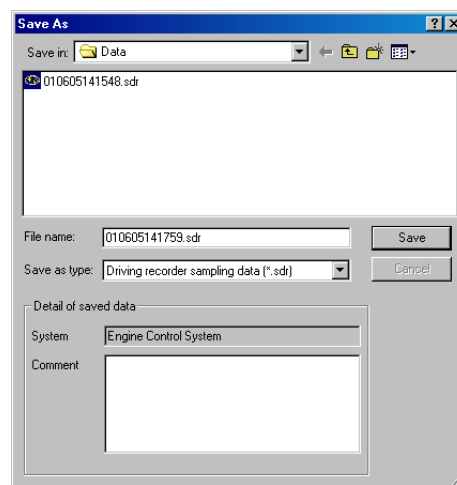 Save As
Save in: Data
010605141548.sdr
File name: 010605141759.sdr Save
Save as type: Driving recorder sampling data (*.sdr) Cancel
Detail of saved data
System Engine Control System
Comment